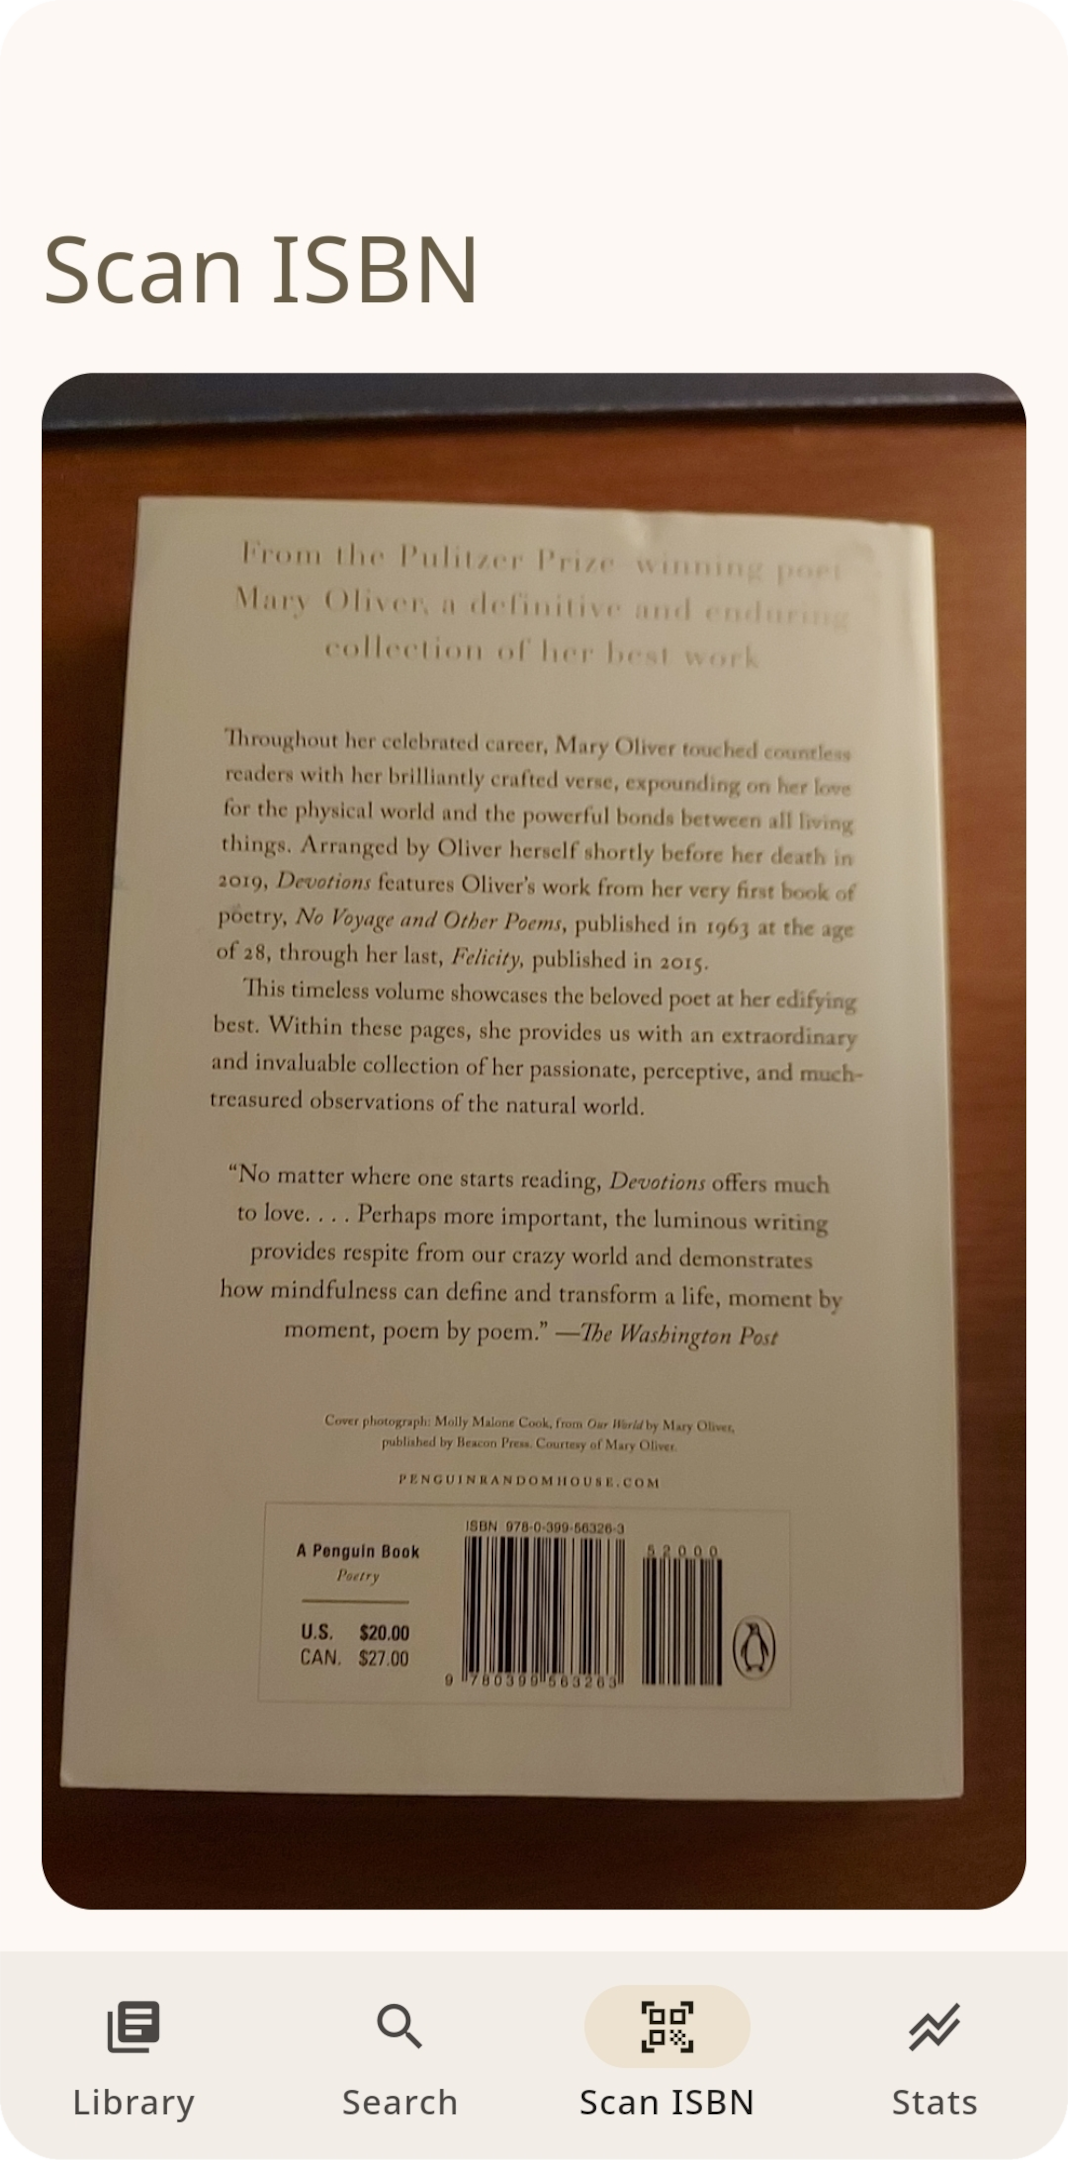 Scan ISBN
From the Pulitzer Prize winning poet
Mary Oliver, a definitive and enduring
collection of her best work
Throughout her celebrated career, Mary Oliver touched countless
readers with her brilliantly crafted verse, expounding on her love
for the physical world and the powerful bonds between all living
things. Arranged by Oliver herself shortly before her death in
2019, Devotions features Oliver's work from her very first book of
poetry, No Voyage and Other Poems, published in 1963 at the age
of 28, through her last, Felicity, published in 2015.
This timeless volume showcases the beloved poet at her edifying
best. Within these pages, she provides us with an extraordinary
and invaluable collection of her passionate, perceptive, and much-
treasured observations of the natural world.
“No matter where one starts reading, Devotions offers much
to love. . . . Perhaps more important, the luminous writing
provides respite from our crazy world and demonstrates
how mindfulness can define and transform a life, moment by
moment, poem by poem.” —The Washington Post
Cover photograph: Molly Malone Cook, from Our World by Mary Oliver,
published by Beacon Press. Courtesy of Mary Oliver.
PENGUINRANDOMHOUSE.COM
A Penguin Book
Poetry
U.S. $20.00
CAN. $27.00
ISBN 978-0-399-56326-3
52000
9 780399 563263
Library
Search
Scan ISBN
Stats